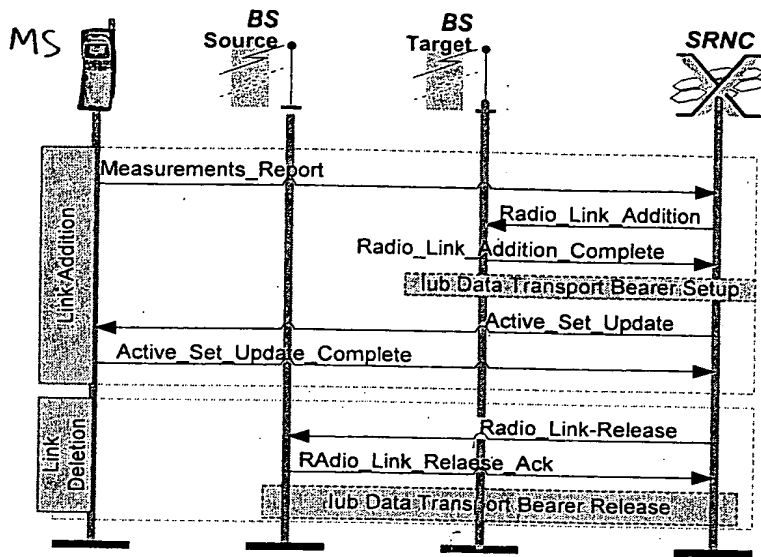 MS
BS
Source
BS
Target
SRNC
Link Addition
Measurements_Report
Radio_Link_Addition
Radio_Link_Addition_Complete
Iub Data Transport Bearer Setup
Active_Set_Update
Active_Set_Update_Complete
Link
Deletion
Radio_Link-Release
RAdio_Link_Relaese_Ack
Iub Data Transport Bearer Release